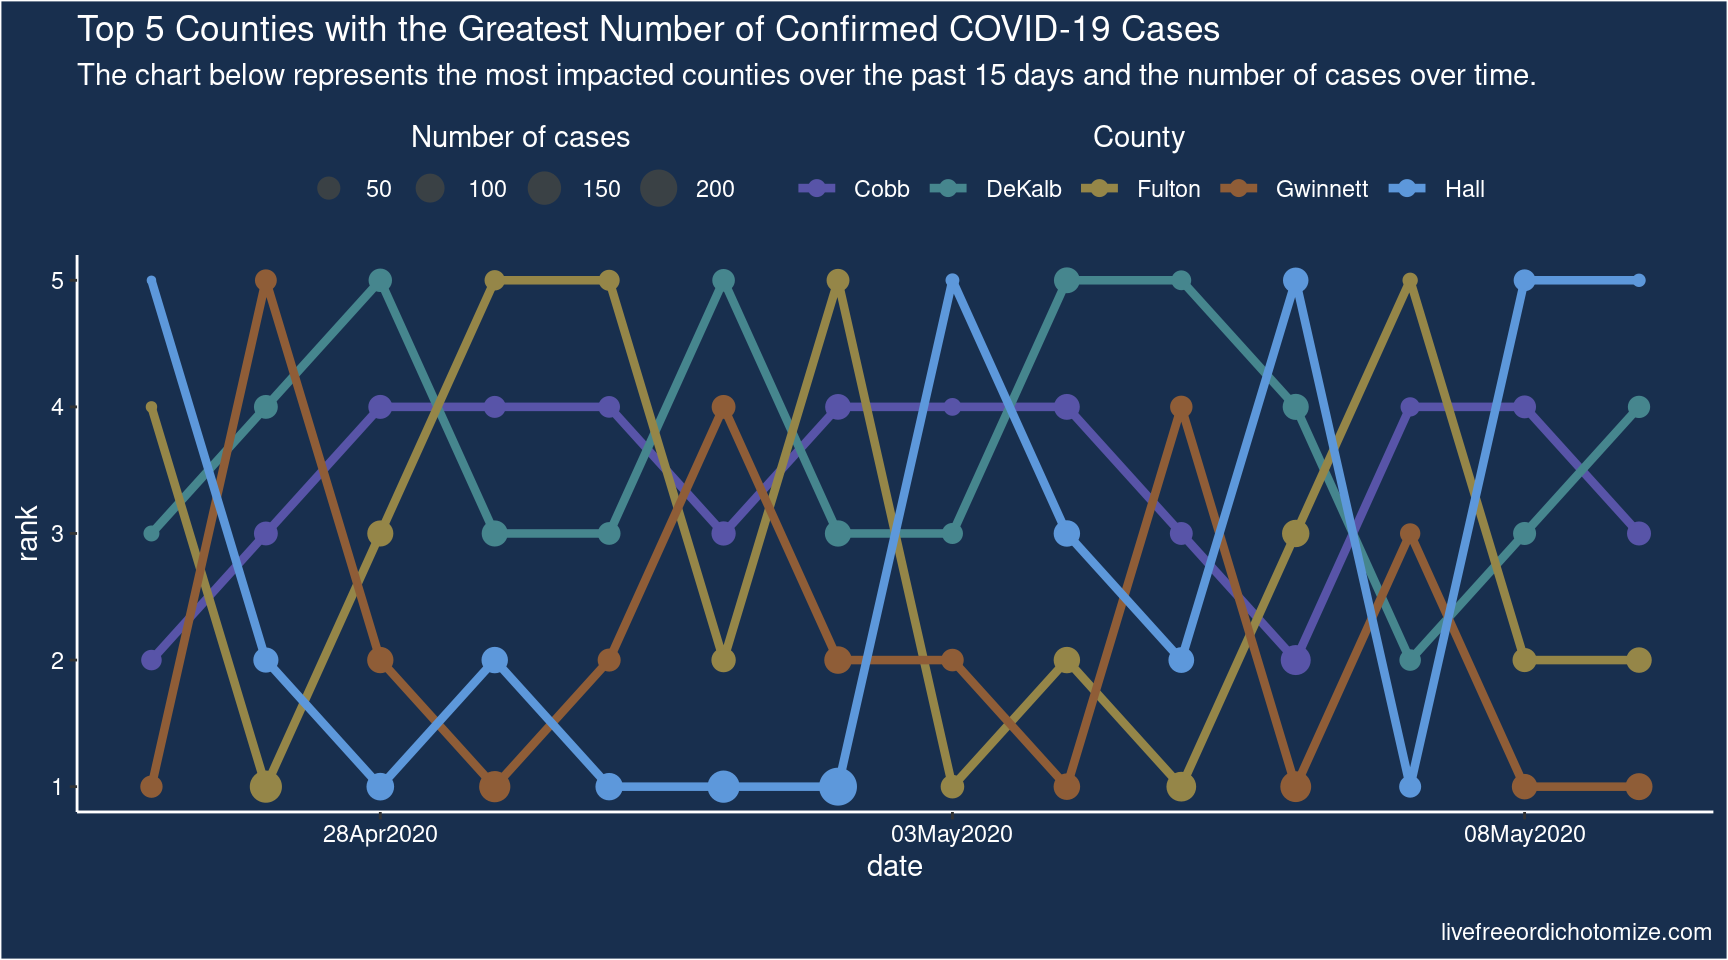 Top 5 Counties with the Greatest Number of Confirmed COVID-19 Cases
The chart below represents the most impacted counties over the past 15 days and the number of cases over time.
Number of cases
50 100 150 200
County
Cobb DeKalb Fulton Gwinnett Hall
rank
5
4
3
2
1
28Apr2020 03May2020 08May2020
date
livefreeordichotomize.com